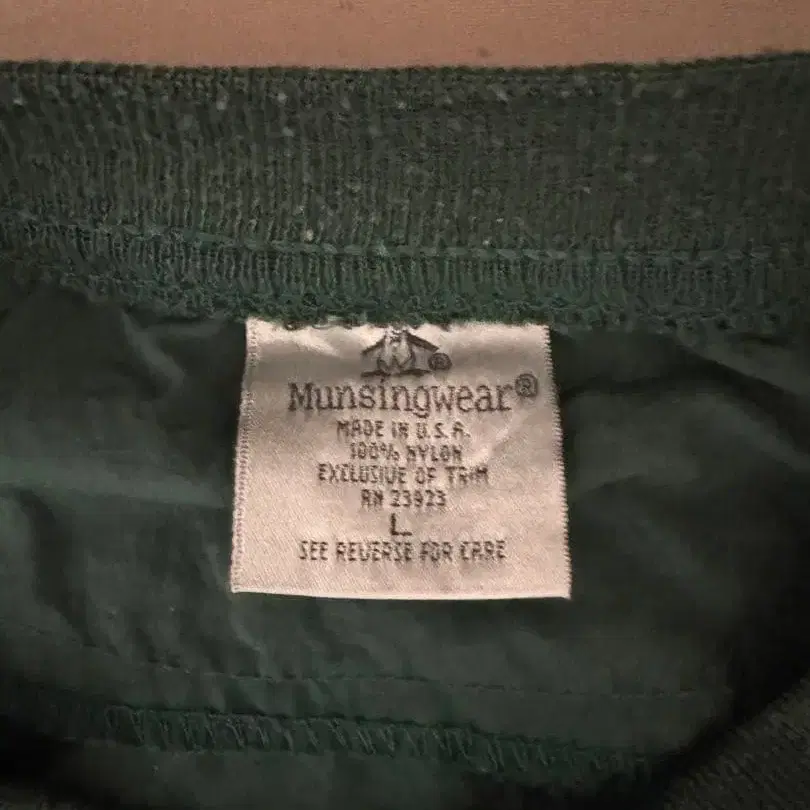 ®
Munsingwear®
MADE IN U.S.A.
100% NYLON
EXCLUSIVE OF TRIM
RN 23923
L
SEE REVERSE FOR CARE